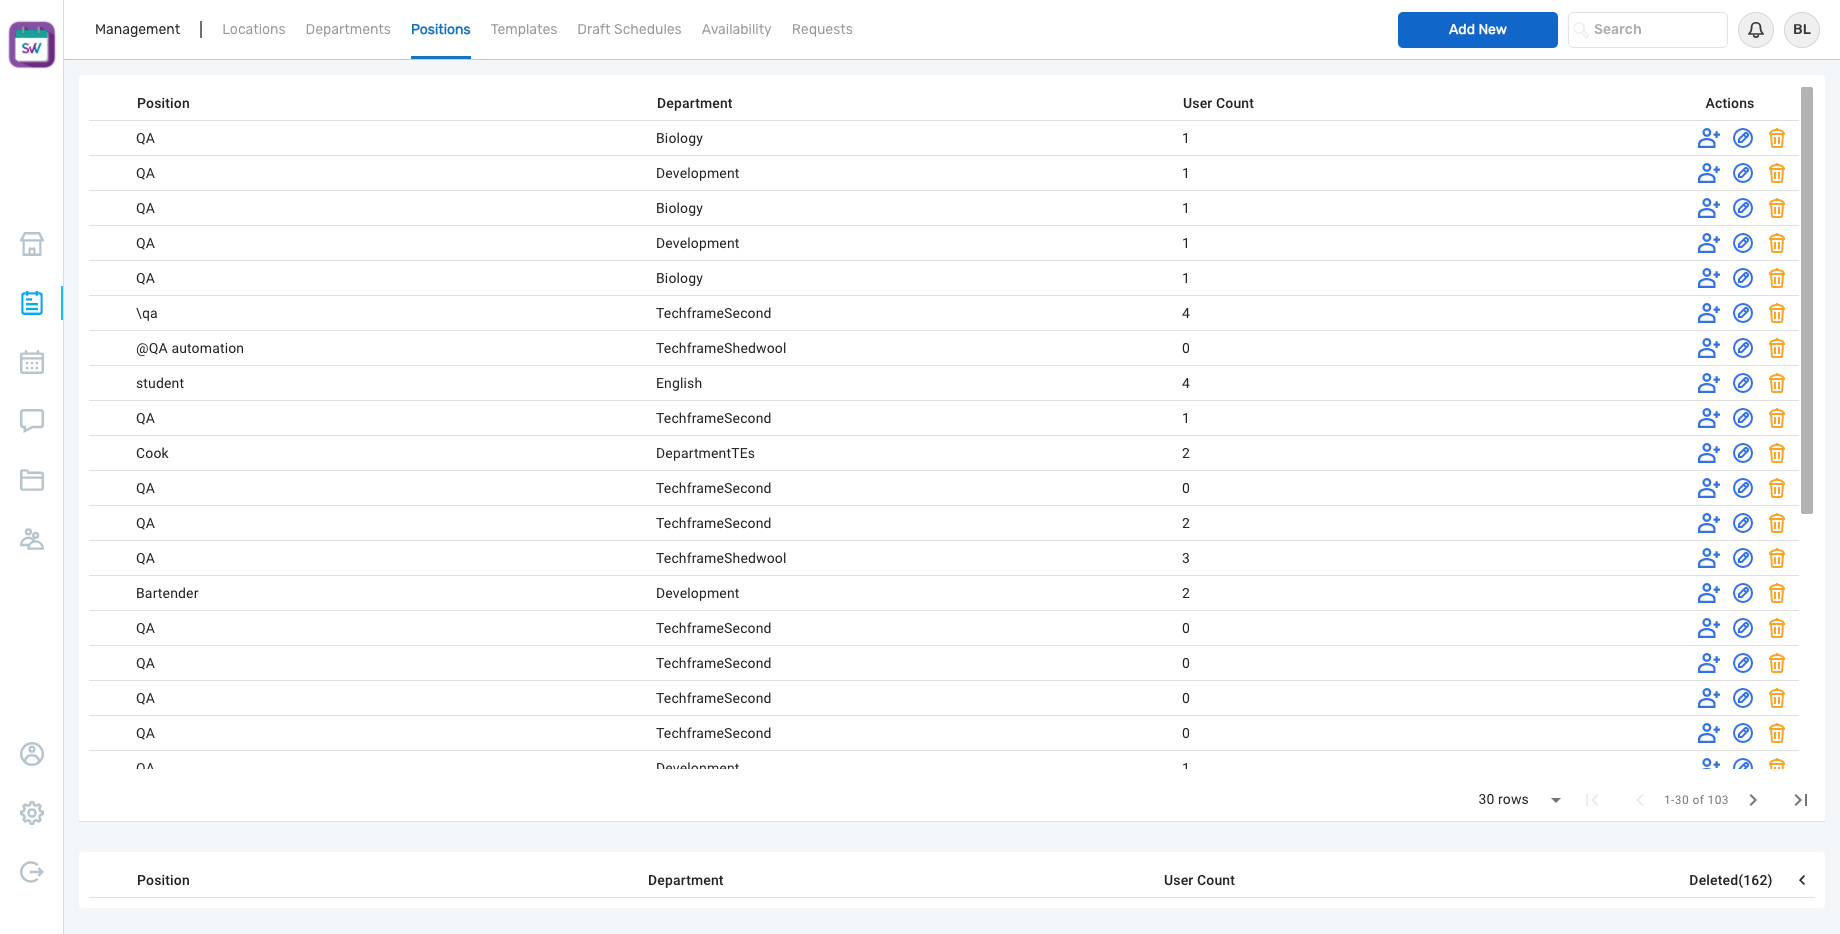 SW
Management | Locations Departments Positions Templates Draft Schedules Availability Requests Add New Search BL
Position Department User Count Actions
QA Biology 1
QA Development 1
QA Biology 1
QA Development 1
QA Biology 1
\qa TechframeSecond 4
@QA automation TechframeShedwool 0
student English 4
QA TechframeSecond 1
Cook DepartmentTEs 2
QA TechframeSecond 0
QA TechframeSecond 2
QA TechframeShedwool 3
Bartender Development 2
QA TechframeSecond 0
QA TechframeSecond 0
QA TechframeSecond 0
QA TechframeSecond 0
QA Development 1
30 rows 1-30 of 103
Position Department User Count Deleted(162)